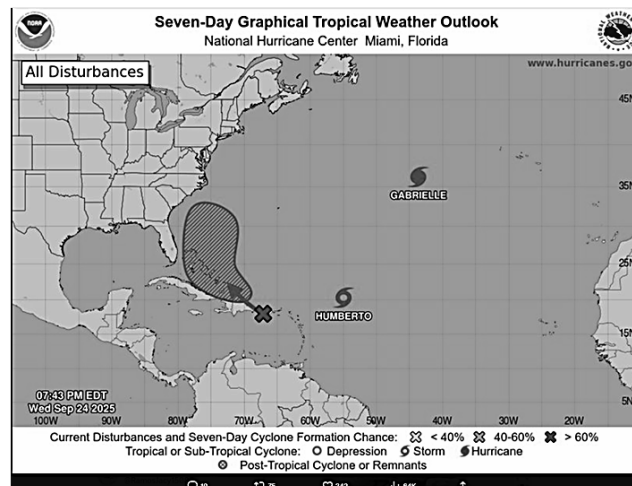 Seven-Day Graphical Tropical Weather Outlook
National Hurricane Center Miami, Florida
NOAA
All Disturbances
www.hurricanes.go
45N
35N
25N
15N
5N
GABRIELLE
HUMBERTO
07:43 PM EDT
Wed Sep 24 2025
100W 90W 80W 70W 60W 50W 40W 30W 20W 10W
Current Disturbances and Seven-Day Cyclone Formation Chance: < 40% 40-60% > 60%
Tropical or Sub-Tropical Cyclone: Depression Storm Hurricane
Post-Tropical Cyclone or Remnants